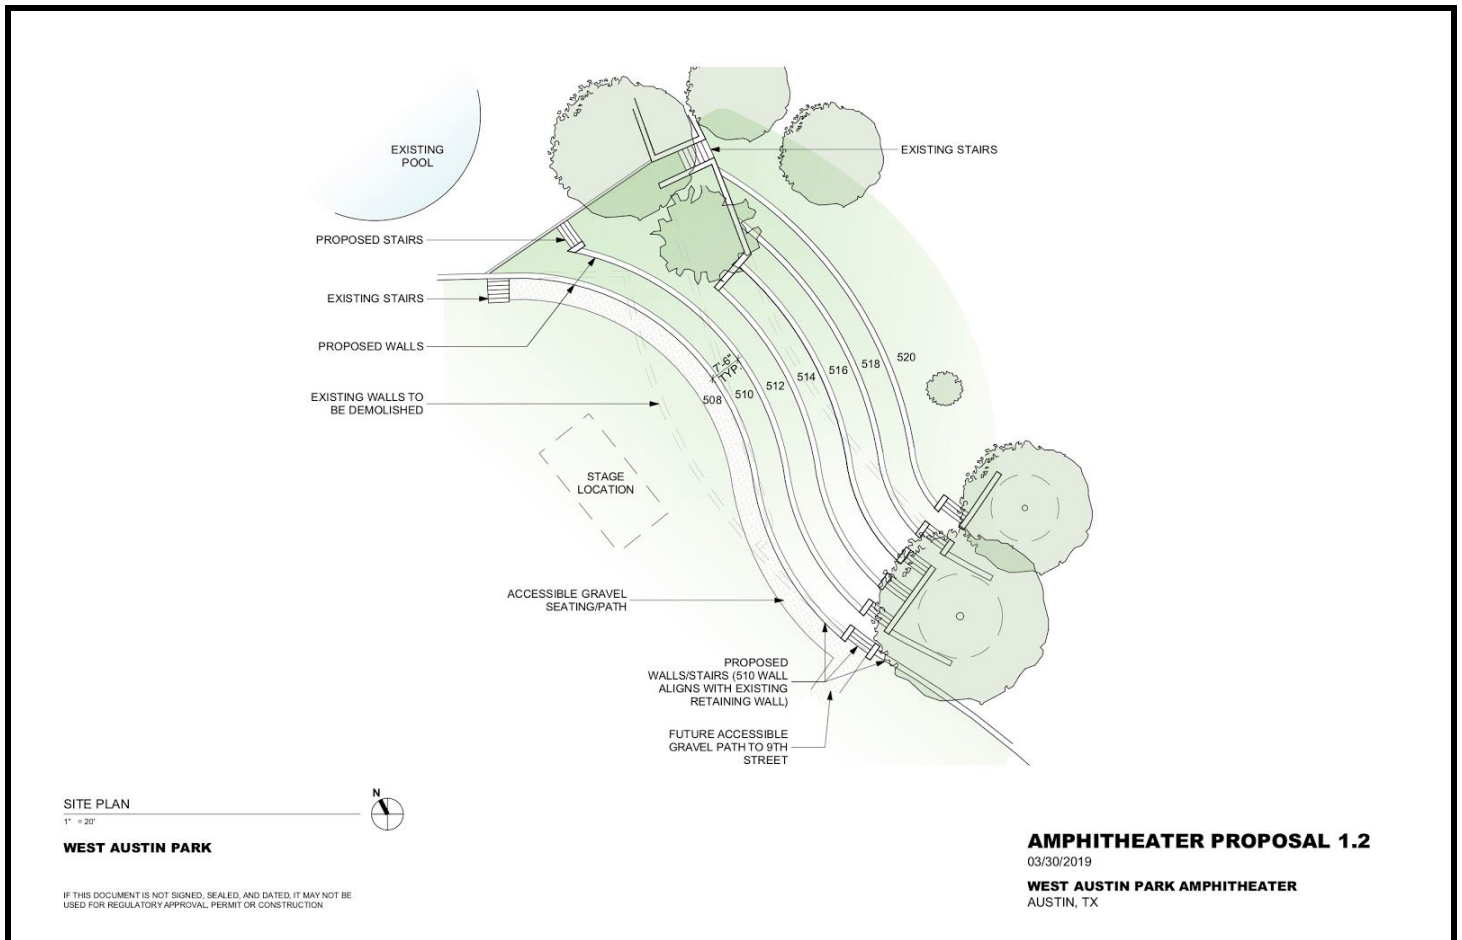 EXISTING
POOL
EXISTING STAIRS
PROPOSED STAIRS
EXISTING STAIRS
PROPOSED WALLS
EXISTING WALLS TO
BE DEMOLISHED
7'-6"
TYP
508
510
512
514
516
518
520
STAGE
LOCATION
ACCESSIBLE GRAVEL
SEATING/PATH
PROPOSED
WALLS/STAIRS (510 WALL
ALIGNS WITH EXISTING
RETAINING WALL)
FUTURE ACCESSIBLE
GRAVEL PATH TO 9TH
STREET
N
SITE PLAN
1" = 20'
WEST AUSTIN PARK
IF THIS DOCUMENT IS NOT SIGNED, SEALED, AND DATED, IT MAY NOT BE
USED FOR REGULATORY APPROVAL, PERMIT OR CONSTRUCTION
AMPHITHEATER PROPOSAL 1.2
03/30/2019
WEST AUSTIN PARK AMPHITHEATER
AUSTIN, TX